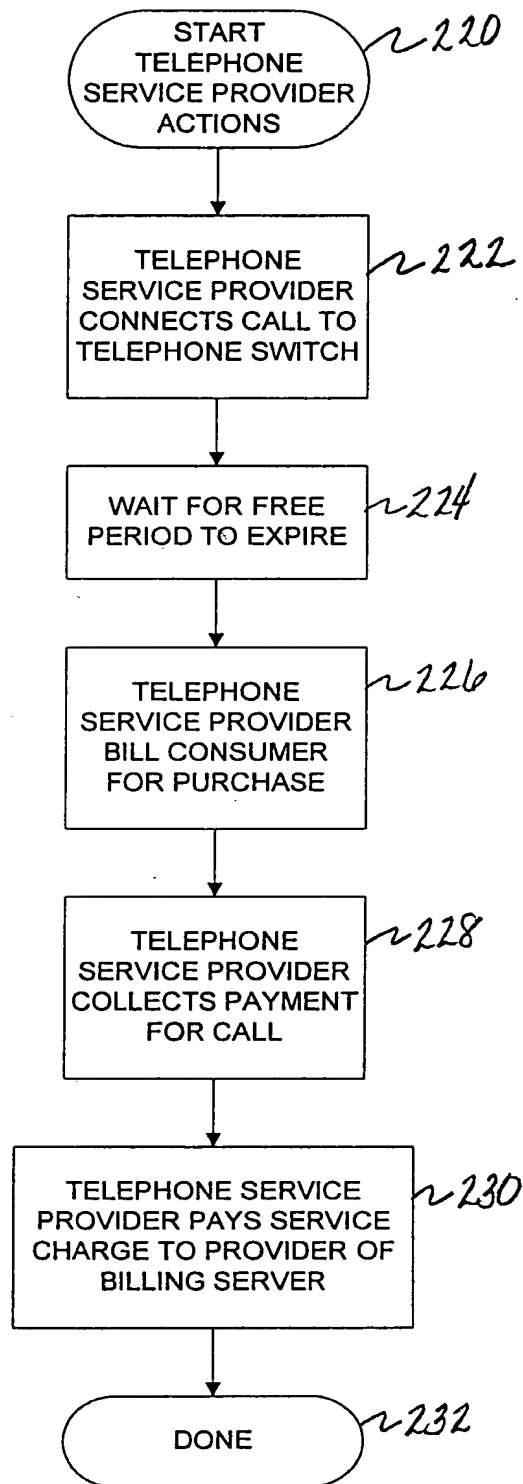 START
TELEPHONE
SERVICE PROVIDER
ACTIONS
220
TELEPHONE
SERVICE PROVIDER
CONNECTS CALL TO
TELEPHONE SWITCH
222
WAIT FOR FREE
PERIOD TO EXPIRE
224
TELEPHONE
SERVICE PROVIDER
BILL CONSUMER
FOR PURCHASE
226
TELEPHONE
SERVICE PROVIDER
COLLECTS PAYMENT
FOR CALL
228
TELEPHONE SERVICE
PROVIDER PAYS SERVICE
CHARGE TO PROVIDER OF
BILLING SERVER
230
DONE
232